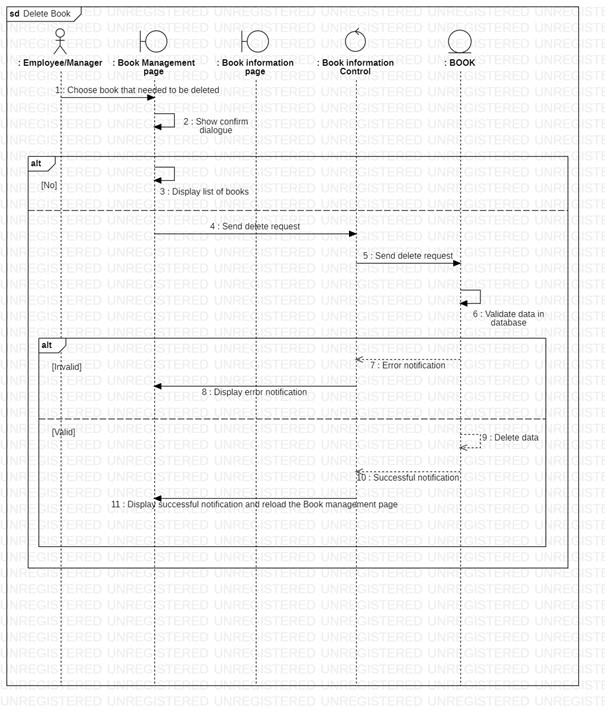 sd Delete Book
: Employee/Manager
: Book Management
page
: Book information
page
: Book information
Control
: BOOK
1 : Choose book that needed to be deleted
2 : Show confirm
dialogue
alt
[No]
3 : Display list of books
4 : Send delete request
5 : Send delete request
6 : Validate data in
database
alt
[Invalid]
7 : Error notification
8 : Display error notification
[Valid]
9 : Delete data
10 : Successful notification
11 : Display successful notification and reload the Book management page
UNREGISTERED